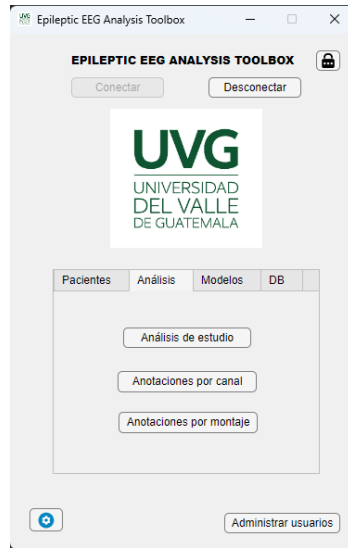 Epileptic EEG Analysis Toolbox
EPILEPTIC EEG ANALYSIS TOOLBOX
Conectar Desconectar
UVG
UNIVERSIDAD
DEL VALLE
DE GUATEMALA
Pacientes Análisis Modelos DB
Análisis de estudio
Anotaciones por canal
Anotaciones por montaje
Administrar usuarios